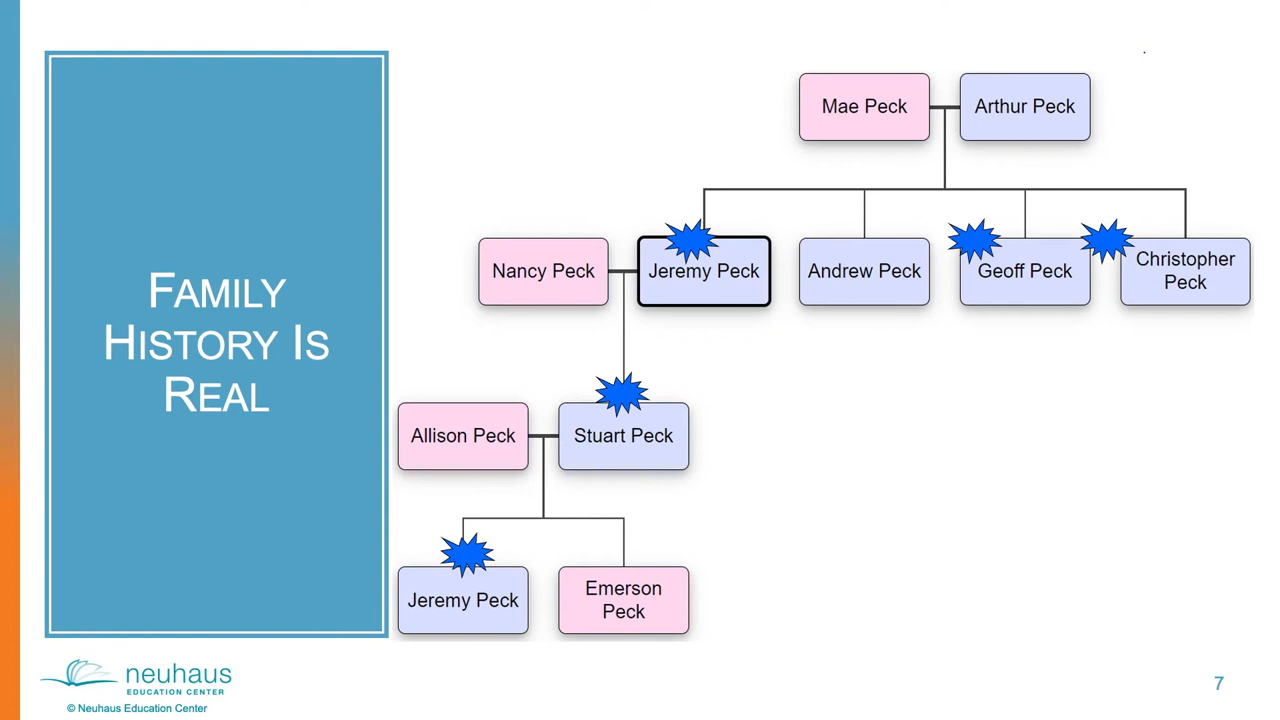 FAMILY
HISTORY IS
REAL
Mae Peck
Arthur Peck
Nancy Peck
Jeremy Peck
Andrew Peck
Geoff Peck
Christopher
Peck
Allison Peck
Stuart Peck
Jeremy Peck
Emerson
Peck
neuhaus
EDUCATION CENTER
© Neuhaus Education Center
7